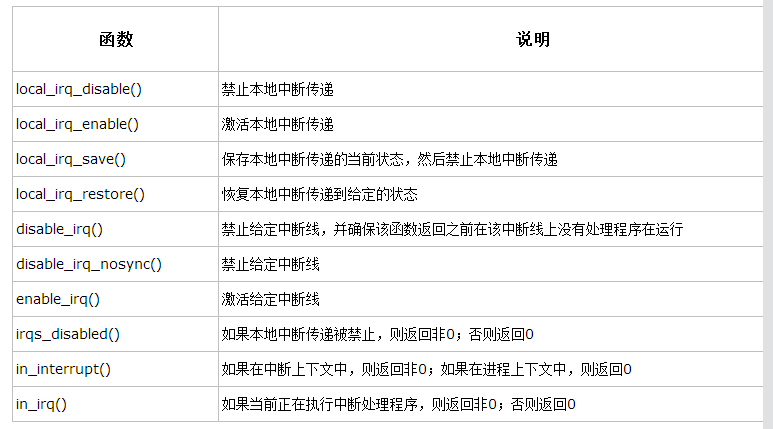 函数 说明
local_irq_disable() 禁止本地中断传递
local_irq_enable() 激活本地中断传递
local_irq_save() 保存本地中断传递的当前状态，然后禁止本地中断传递
local_irq_restore() 恢复本地中断传递到给定的状态
disable_irq() 禁止给定中断线，并确保该函数返回之前在该中断线上没有处理程序在运行
disable_irq_nosync() 禁止给定中断线
enable_irq() 激活给定中断线
irqs_disabled() 如果本地中断传递被禁止，则返回非0；否则返回0
in_interrupt() 如果在中断上下文中，则返回非0；如果在进程上下文中，则返回0
in_irq() 如果当前正在执行中断处理程序，则返回非0；否则返回0